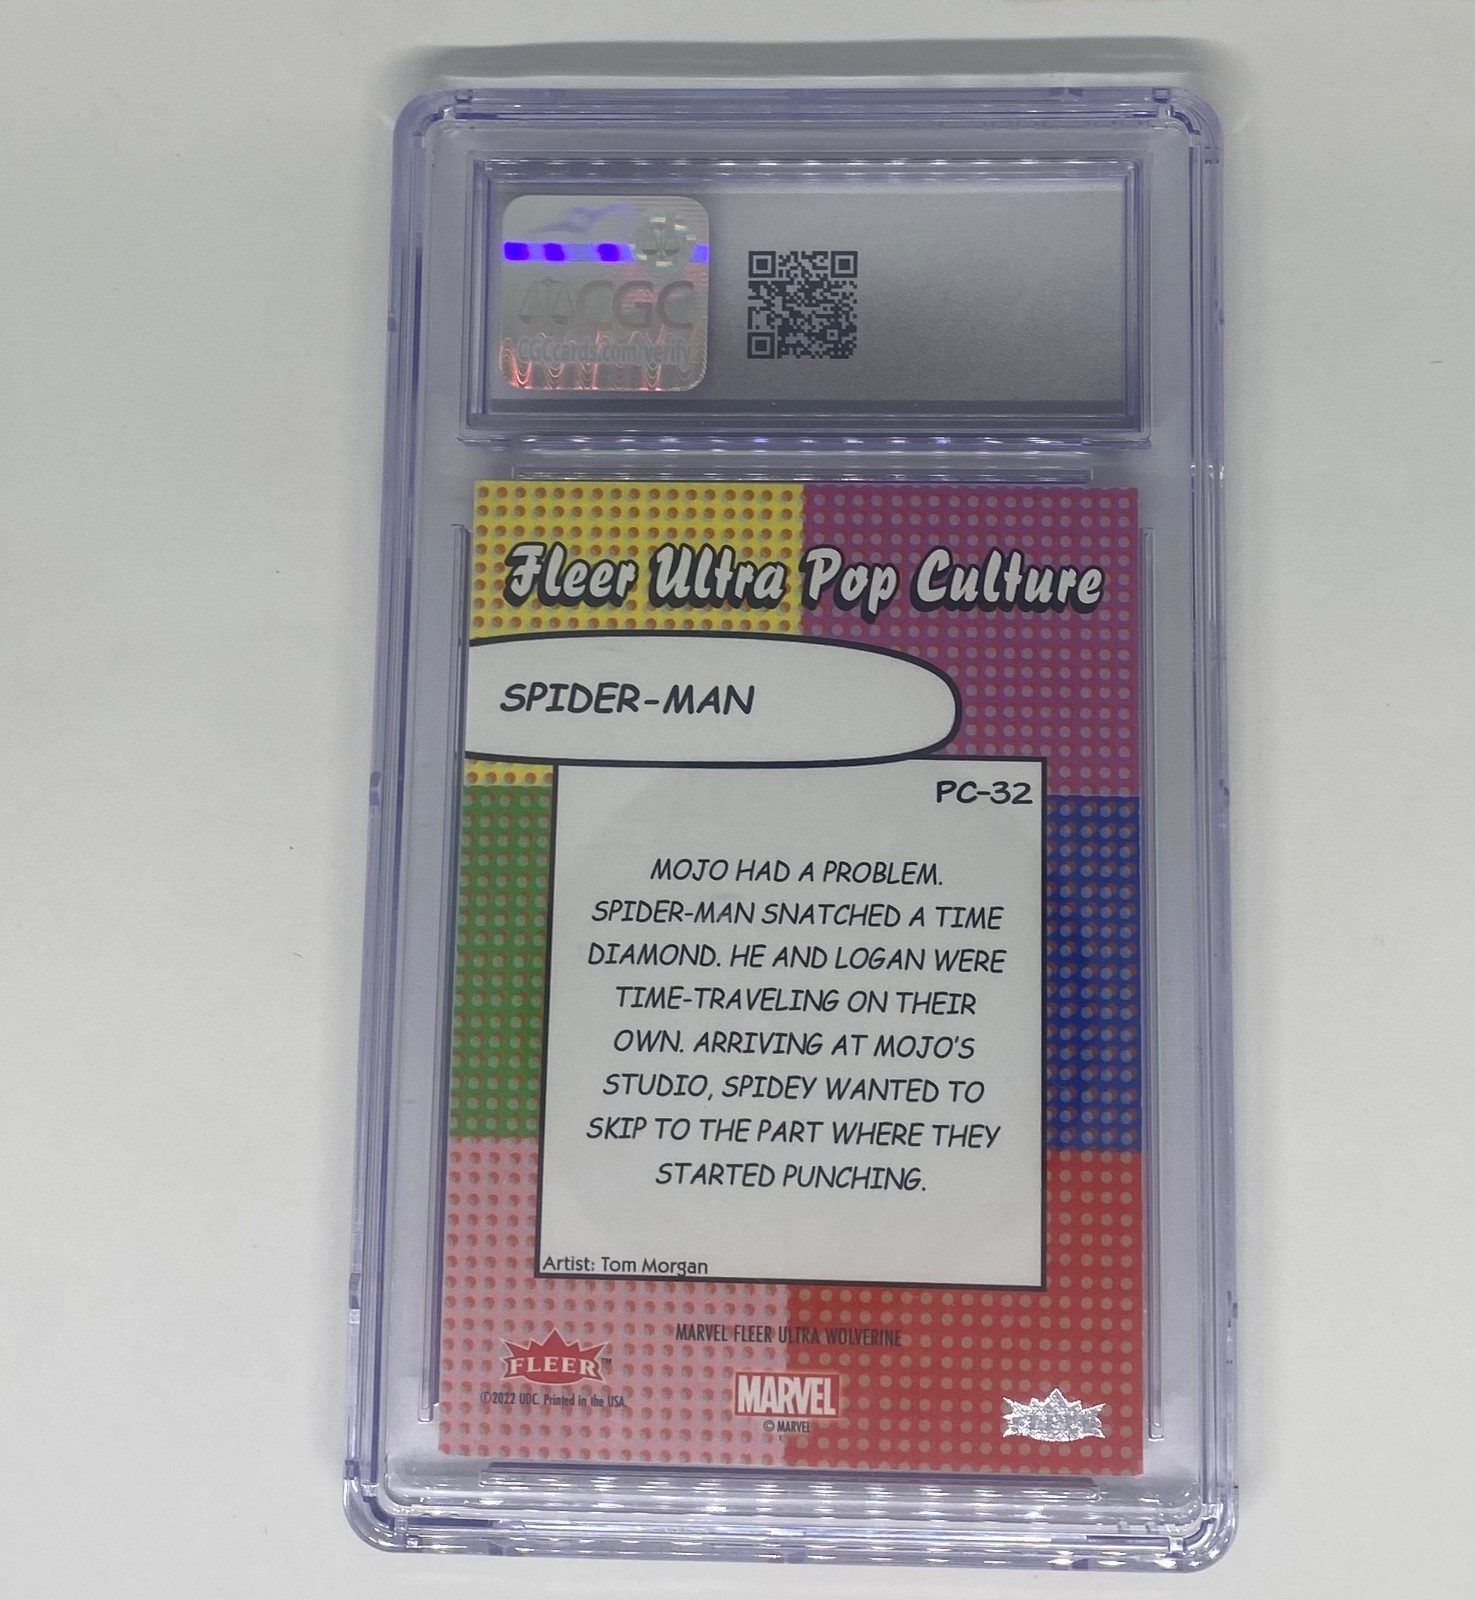 CGC
CGCcards.com/verify
Fleer Ultra Pop Culture
SPIDER-MAN
PC-32
MOJO HAD A PROBLEM.
SPIDER-MAN SNATCHED A TIME
DIAMOND. HE AND LOGAN WERE
TIME-TRAVELING ON THEIR
OWN. ARRIVING AT MOJO'S
STUDIO, SPIDEY WANTED TO
SKIP TO THE PART WHERE THEY
STARTED PUNCHING.
Artist: Tom Morgan
MARVEL FLEER ULTRA WOLVERINE
FLEER™
©2022 UDC. Printed in the USA.
MARVEL
© MARVEL